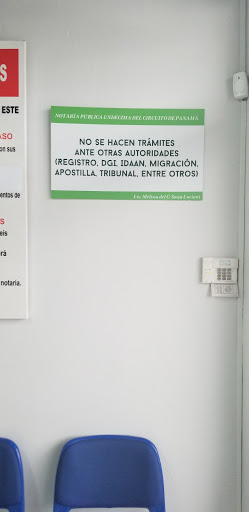 S
ESTE
ASO
on sus
entos de
S
eis
rá
notaria.
NOTARÍA PÚBLICA UNDÉCIMA DEL CIRCUITO DE PANAMÁ
NO SE HACEN TRÁMITES
ANTE OTRAS AUTORIDADES
(REGISTRO, DGI, IDAAN, MIGRACIÓN,
APOSTILLA, TRIBUNAL, ENTRE OTROS)